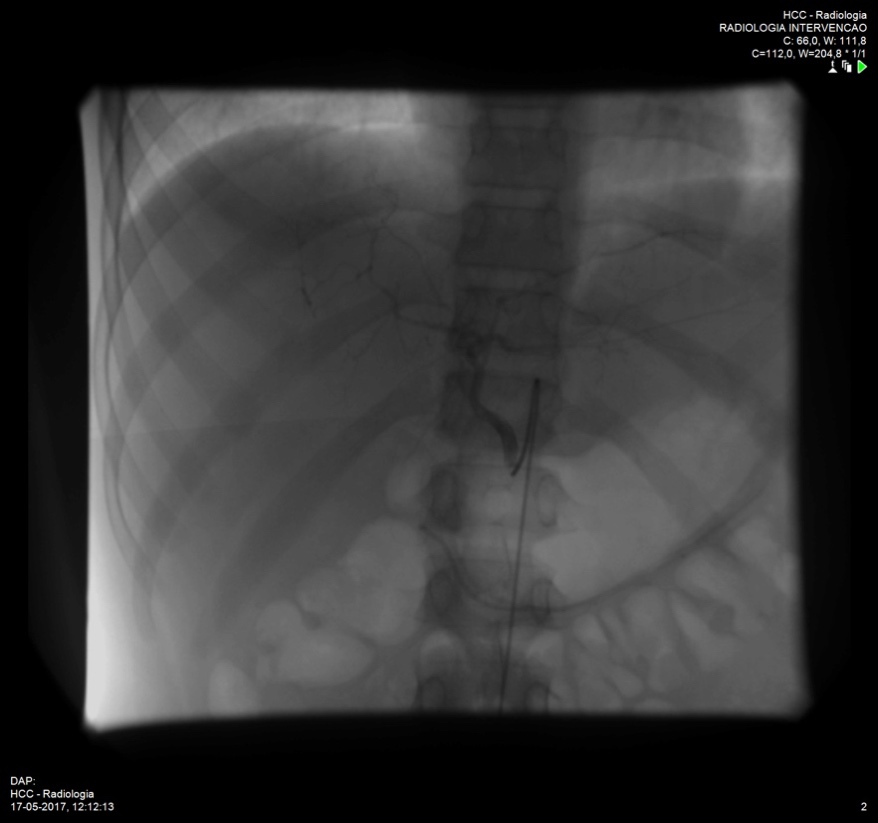 HCC - Radiologia
RADIOLOGIA INTERVENCAO
C: 66,0, W: 111,8
C=112,0, W=204,8 * 1/1
DAP:
HCC - Radiologia
17-05-2017, 12:12:13
2